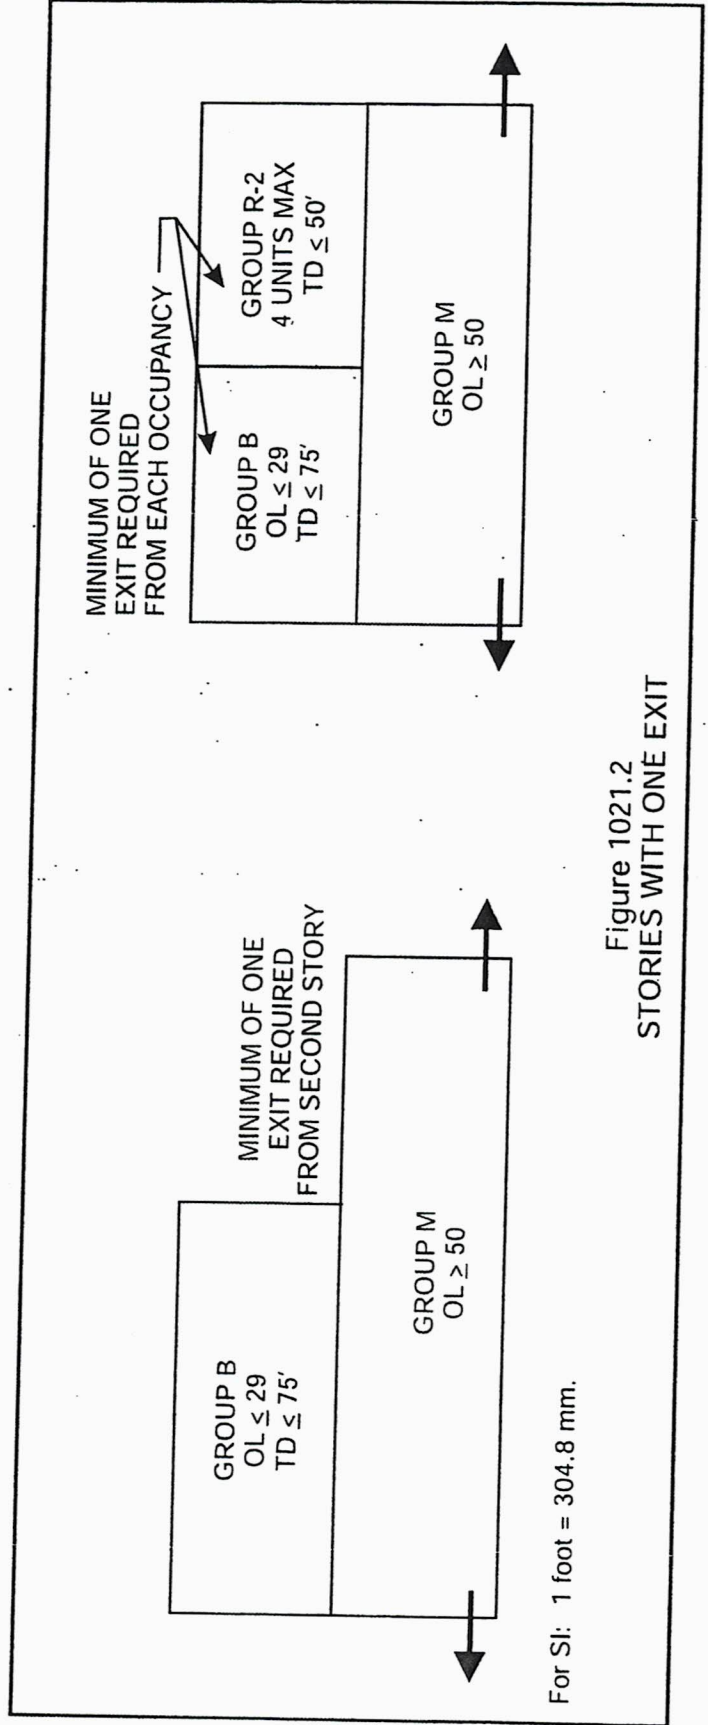 GROUP B
OL ≤ 29
TD ≤ 75′
MINIMUM OF ONE
EXIT REQUIRED
FROM SECOND STORY
GROUP M
OL ≥ 50
MINIMUM OF ONE
EXIT REQUIRED
FROM EACH OCCUPANCY
GROUP B
OL ≤ 29
TD ≤ 75′
GROUP R-2
4 UNITS MAX
TD ≤ 50′
GROUP M
OL ≥ 50
For SI: 1 foot = 304.8 mm.
Figure 1021.2
STORIES WITH ONE EXIT